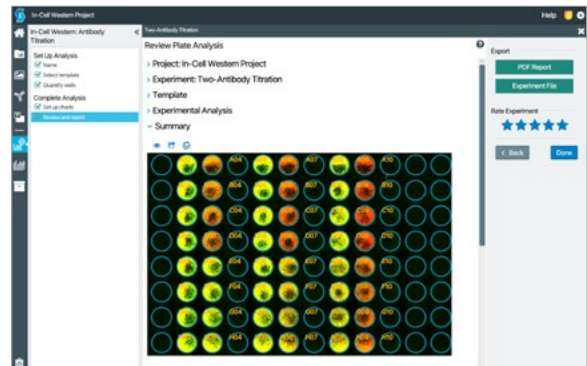 In-Cell Western Project
Help
In-Cell Western: Antibody Titration
Set Up Analysis
Name
Select template
Quantify wells
Complete Analysis
Set up charts
Review and report
Two-Antibody Titration
Review Plate Analysis
Project: In-Cell Western Project
Experiment: Two-Antibody Titration
Template
Experimental Analysis
Summary
A04 A07 A10
B04 B07 B10
C04 C07 C10
D04 D07 D10
E04 E07 E10
F04 F07 F10
G04 G07 G10
H04 H07 H10
Export
PDF Report
Experiment File
Rate Experiment
< Back
Done